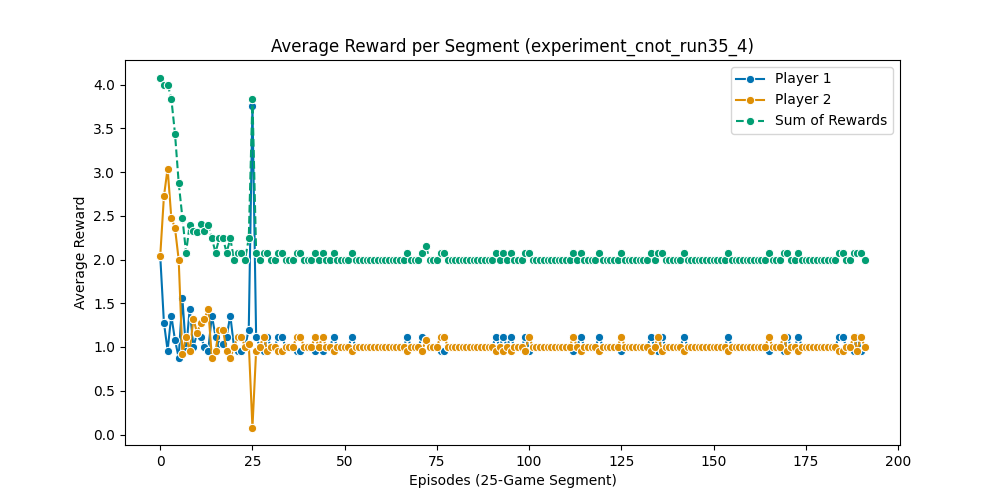 Average Reward per Segment (experiment_cnot_run35_4)
Player 1
Player 2
Sum of Rewards
Average Reward
4.0
3.5
3.0
2.5
2.0
1.5
1.0
0.5
0.0
0 25 50 75 100 125 150 175 200
Episodes (25-Game Segment)